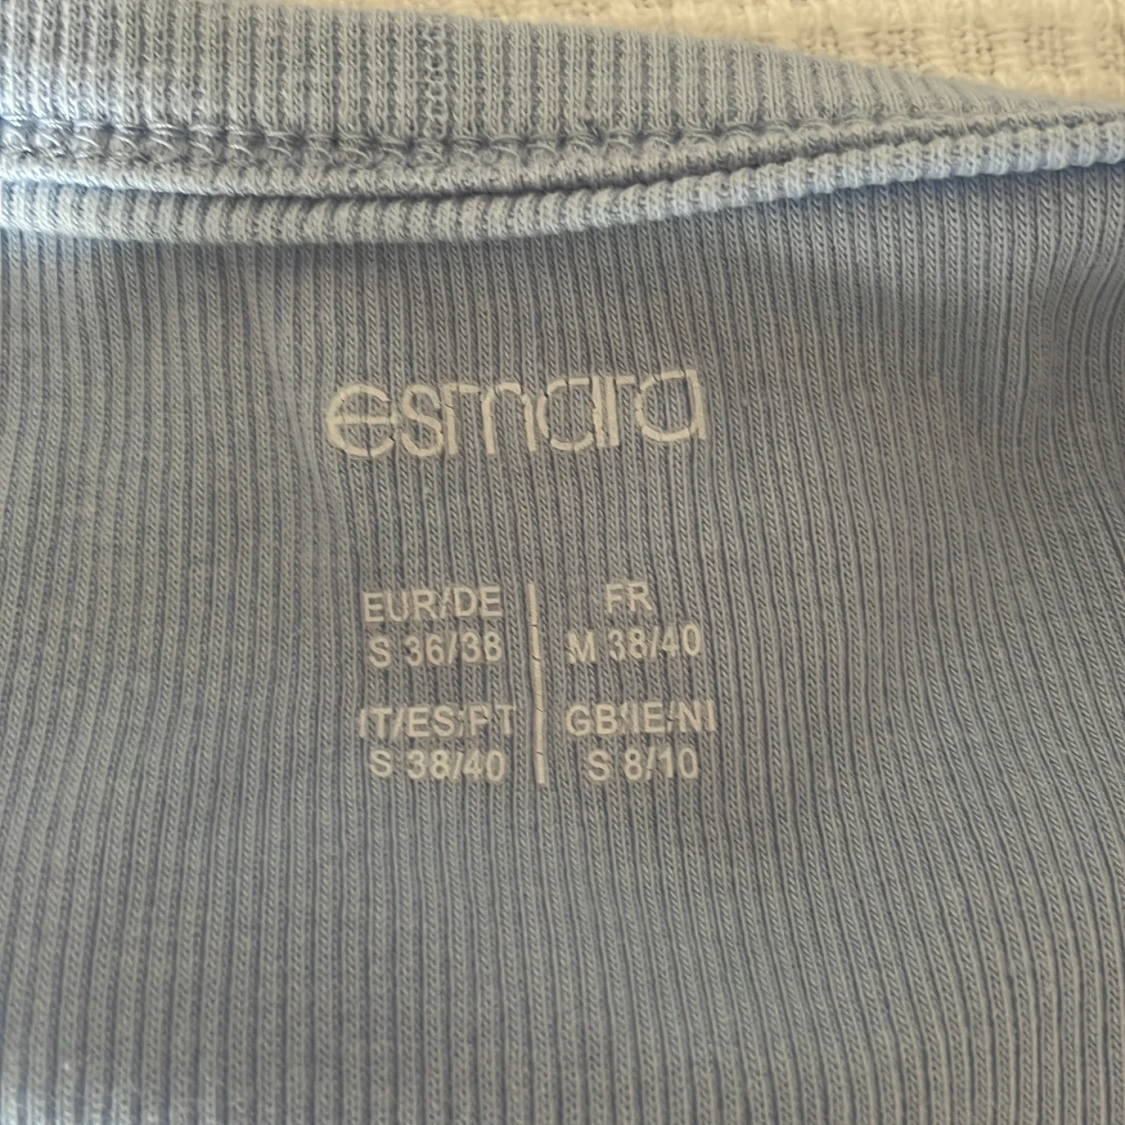 esmara
EUR/DE
S 36/38
FR
M 38/40
IT/ES/PT
S 38/40
GB/IE/NI
S 8/10